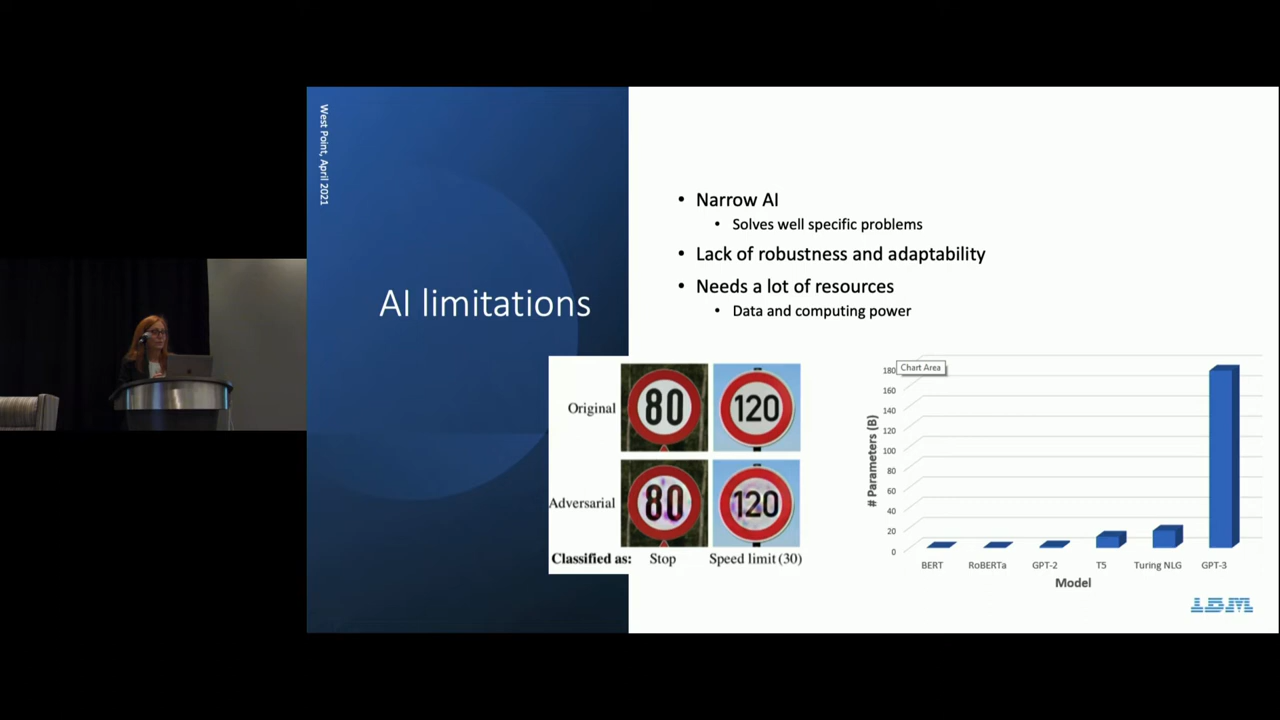 West Point, April 2021
AI limitations
• Narrow AI
• Solves well specific problems
• Lack of robustness and adaptability
• Needs a lot of resources
• Data and computing power
Original
80
120
Adversarial
80
120
Classified as: Stop Speed limit (30)
Chart Area
# Parameters (B)
180
160
140
120
100
80
60
40
20
0
BERT RoBERTa GPT-2 T5 Turing NLG GPT-3
Model
IBM